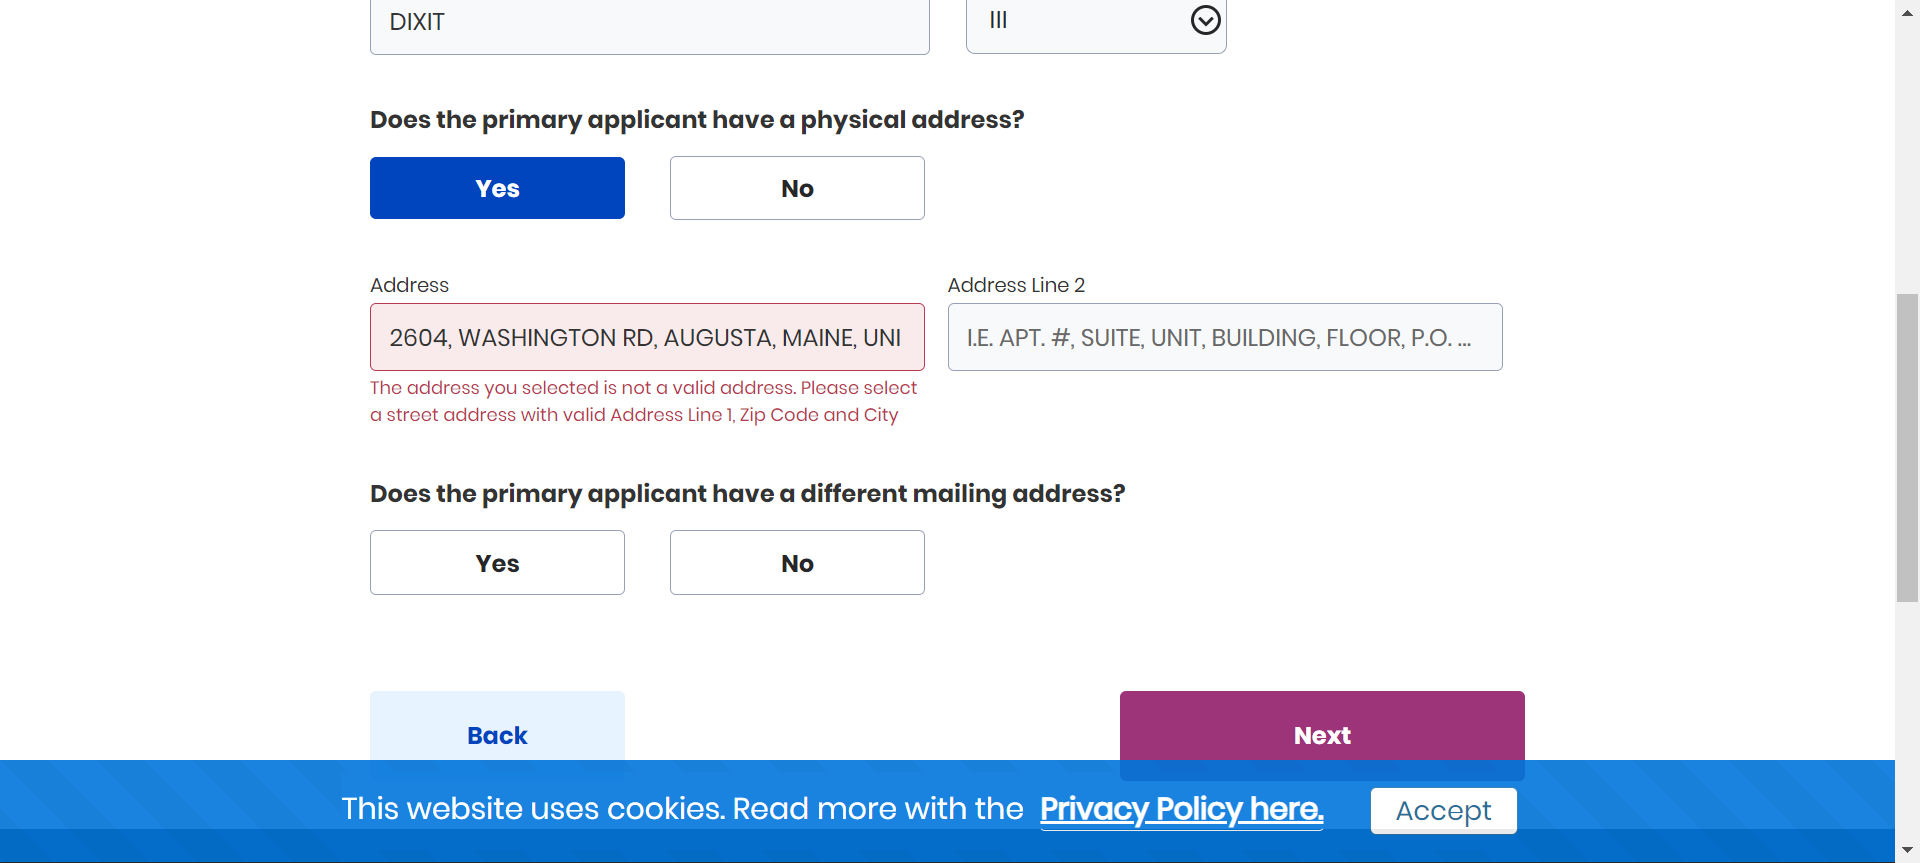 DIXIT
III
Does the primary applicant have a physical address?
Yes
No
Address
Address Line 2
2604, WASHINGTON RD, AUGUSTA, MAINE, UNI
I.E. APT. #, SUITE, UNIT, BUILDING, FLOOR, P.O. ...
The address you selected is not a valid address. Please select
a street address with valid Address Line 1, Zip Code and City
Does the primary applicant have a different mailing address?
Yes
No
Back
Next
This website uses cookies. Read more with the Privacy Policy here.
Accept